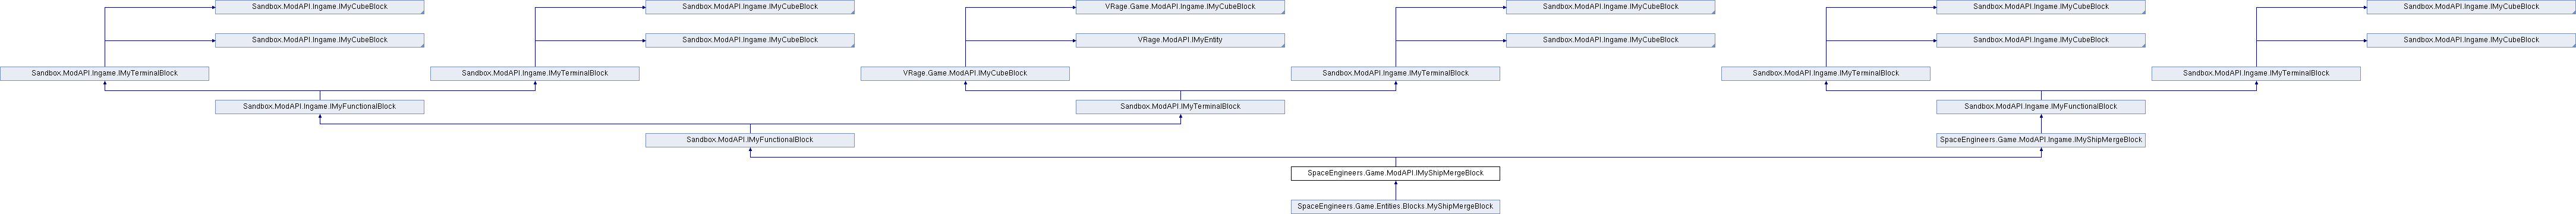 Sandbox.ModAPI.Ingame.IMyCubeBlock
Sandbox.ModAPI.Ingame.IMyCubeBlock
VRage.Game.ModAPI.Ingame.IMyCubeBlock
Sandbox.ModAPI.Ingame.IMyCubeBlock
Sandbox.ModAPI.Ingame.IMyCubeBlock
Sandbox.ModAPI.Ingame.IMyCubeBlock
Sandbox.ModAPI.Ingame.IMyCubeBlock
Sandbox.ModAPI.Ingame.IMyCubeBlock
VRage.ModAPI.IMyEntity
Sandbox.ModAPI.Ingame.IMyCubeBlock
Sandbox.ModAPI.Ingame.IMyCubeBlock
Sandbox.ModAPI.Ingame.IMyCubeBlock
Sandbox.ModAPI.Ingame.IMyTerminalBlock
Sandbox.ModAPI.Ingame.IMyTerminalBlock
VRage.Game.ModAPI.IMyCubeBlock
Sandbox.ModAPI.Ingame.IMyTerminalBlock
Sandbox.ModAPI.Ingame.IMyTerminalBlock
Sandbox.ModAPI.Ingame.IMyTerminalBlock
Sandbox.ModAPI.Ingame.IMyFunctionalBlock
Sandbox.ModAPI.IMyTerminalBlock
Sandbox.ModAPI.Ingame.IMyFunctionalBlock
Sandbox.ModAPI.IMyFunctionalBlock
SpaceEngineers.Game.ModAPI.Ingame.IMyShipMergeBlock
SpaceEngineers.Game.ModAPI.IMyShipMergeBlock
SpaceEngineers.Game.Entities.Blocks.MyShipMergeBlock